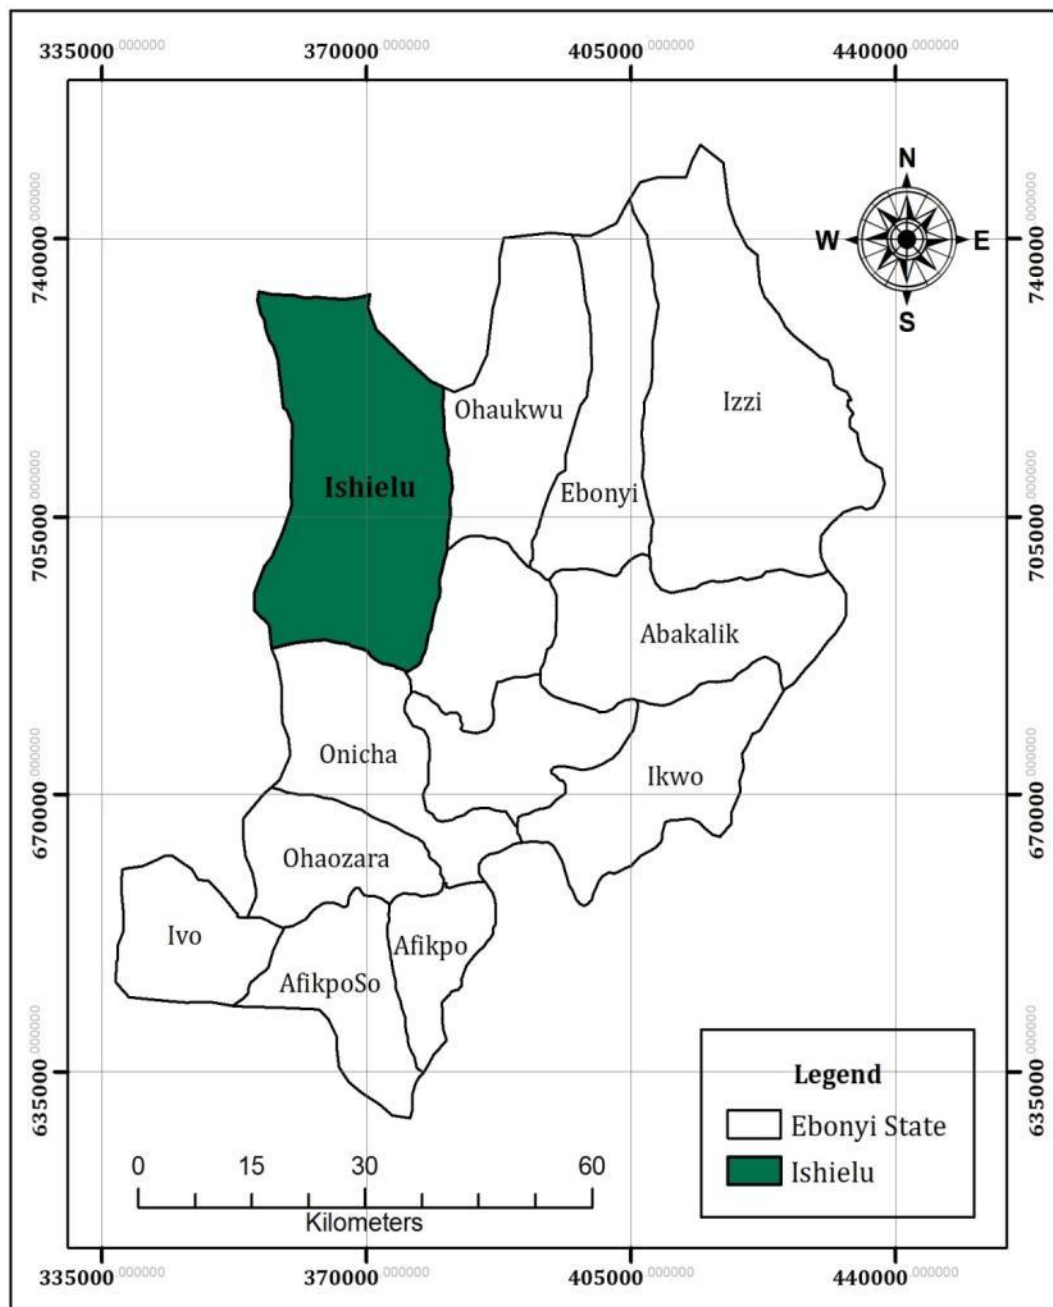 335000.000000 370000.000000 405000.000000 440000.000000
N
W E
S
740000.000000 740000.000000
Izzi
Ohaukwu
Ishielu
Ebonyi
705000.000000 705000.000000
Abakalik
Onicha
Ikwo
670000.000000 670000.000000
Ohaozara
Ivo
Afikpo
AfikpoSo
635000.000000 635000.000000
Legend
Ebonyi State
Ishielu
0 15 30 60
Kilometers
335000.000000 370000.000000 405000.000000 440000.000000